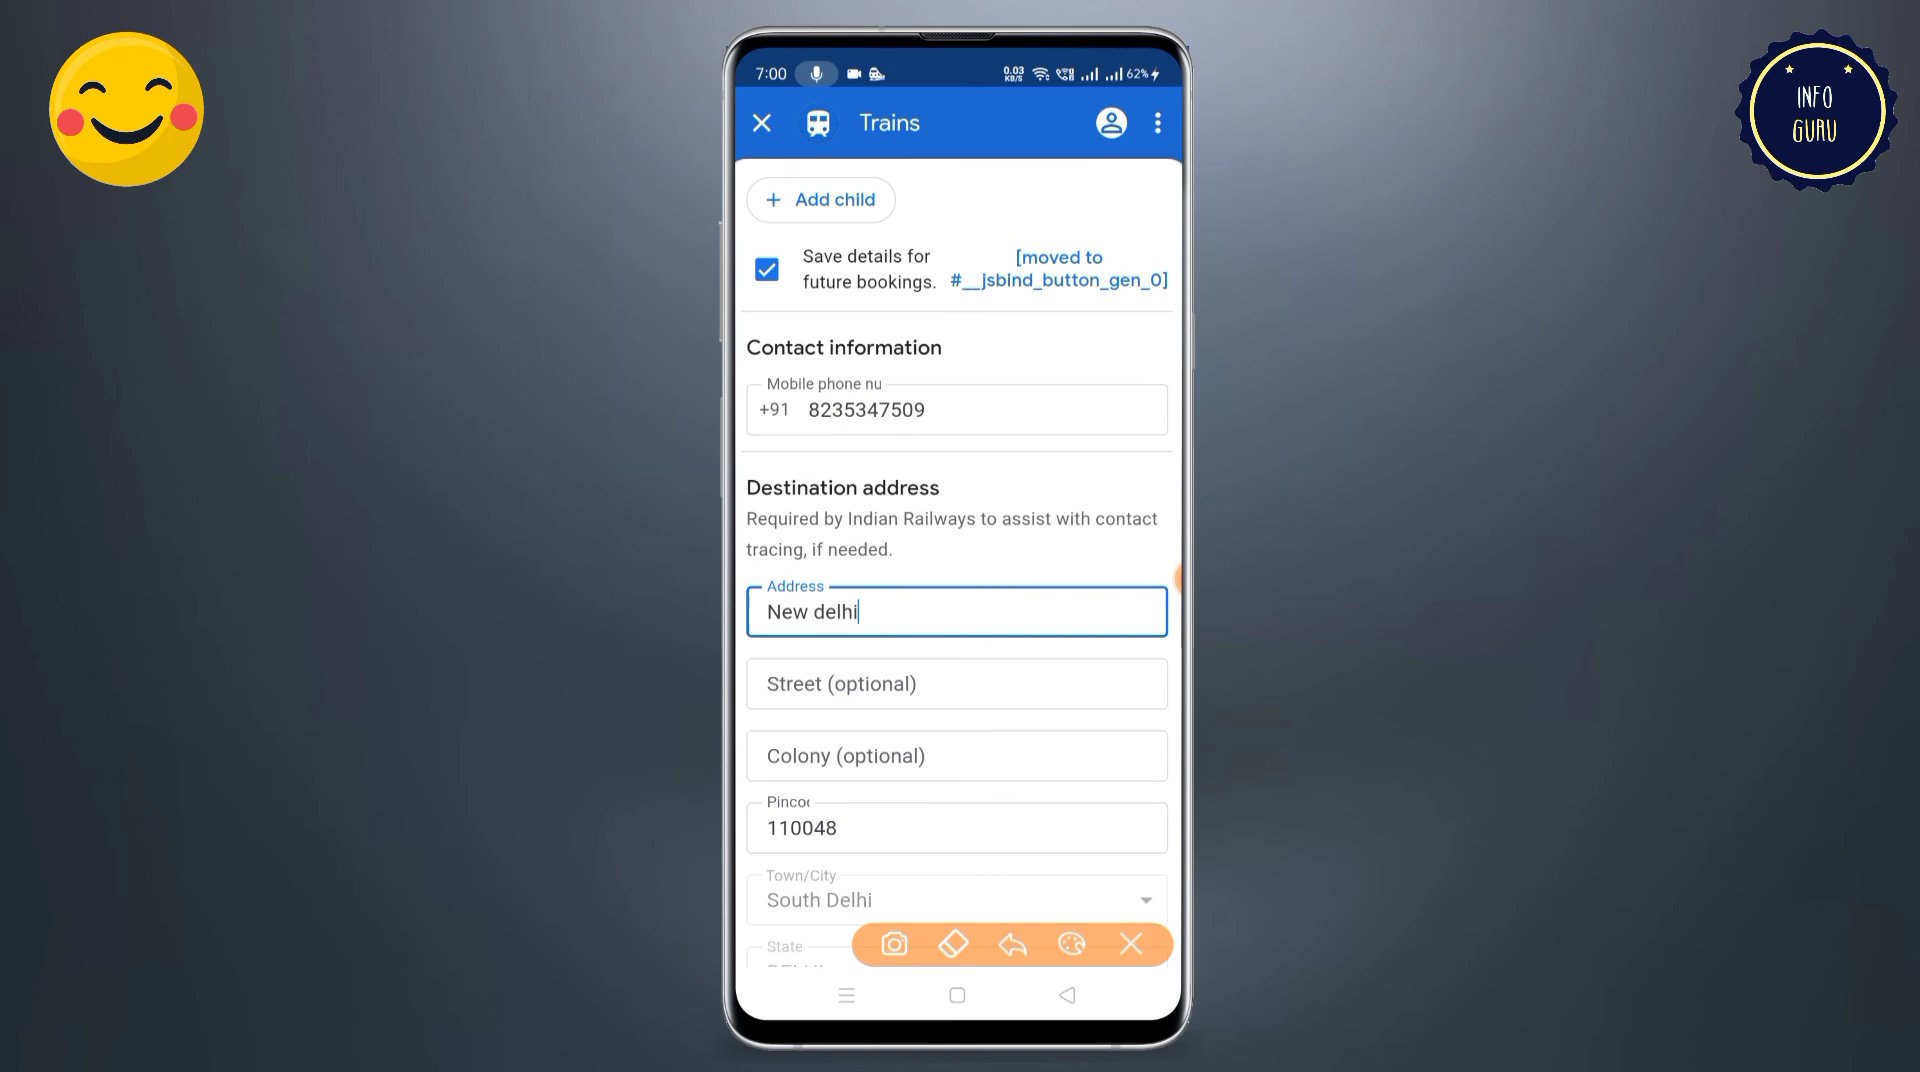 INFO
GURU
7:00
0.03
KB/S
62%
Trains
+ Add child
Save details for
future bookings.
[moved to
#__jsbind_button_gen_0]
Contact information
Mobile phone nu
+91 8235347509
Destination address
Required by Indian Railways to assist with contact
tracing, if needed.
Address
New delhi
Street (optional)
Colony (optional)
Pinco
110048
Town/City
South Delhi
State